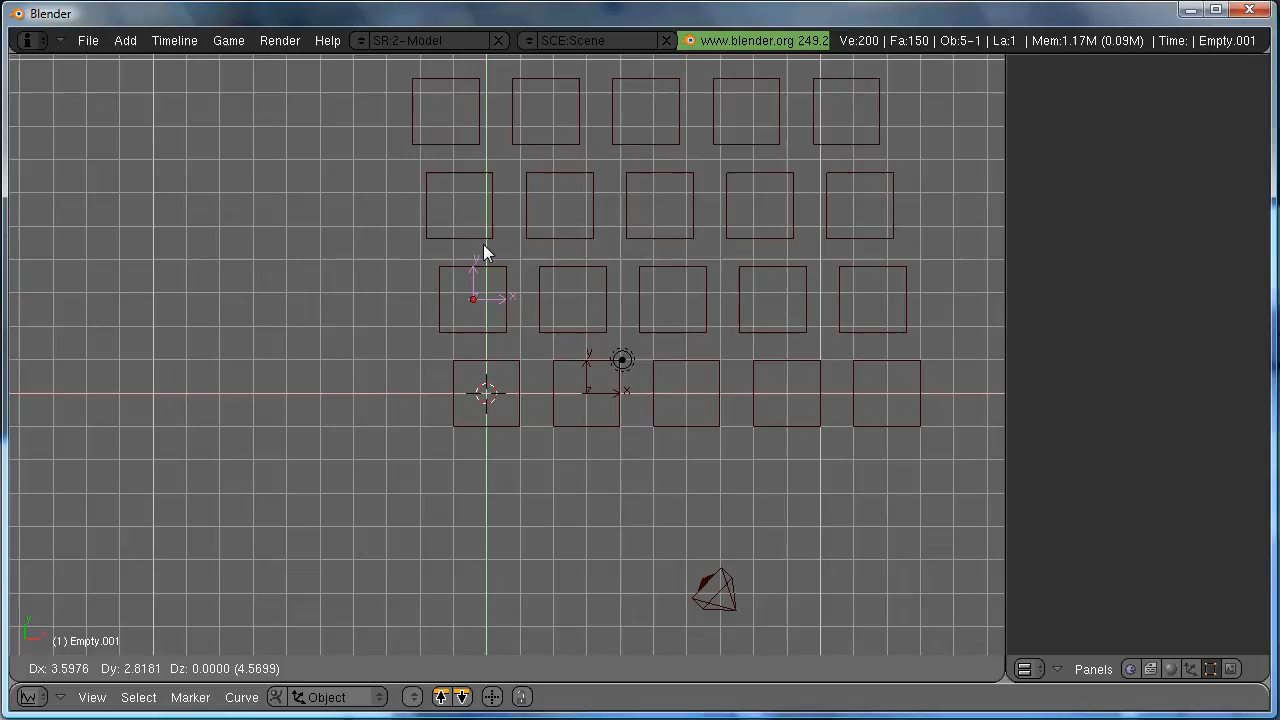 Blender
File Add Timeline Game Render Help SR:2-Model SCE:Scene www.blender.org 249.2 Ve:200 | Fa:150 | Ob:5-1 | La:1 | Mem:1.17M (0.09M) | Time: | Empty.001
y
x
y
x
z
y
x
(1) Empty.001
Dx: 3.5976 Dy: 2.8181 Dz: 0.0000 (4.5699)
Panels
View Select Marker Curve Object